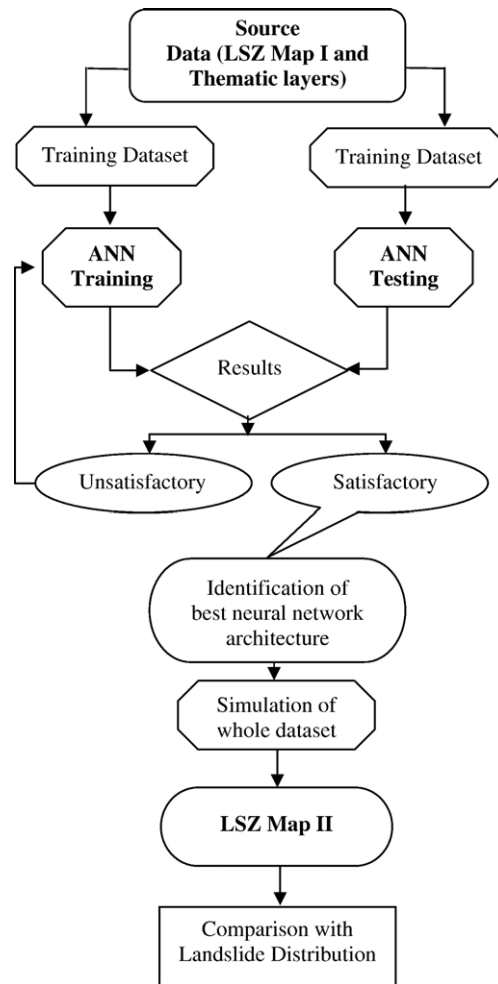 Source
Data (LSZ Map I and
Thematic layers)
Training Dataset
Training Dataset
ANN
Training
ANN
Testing
Results
Unsatisfactory
Satisfactory
Identification of
best neural network
architecture
Simulation of
whole dataset
LSZ Map II
Comparison with
Landslide Distribution